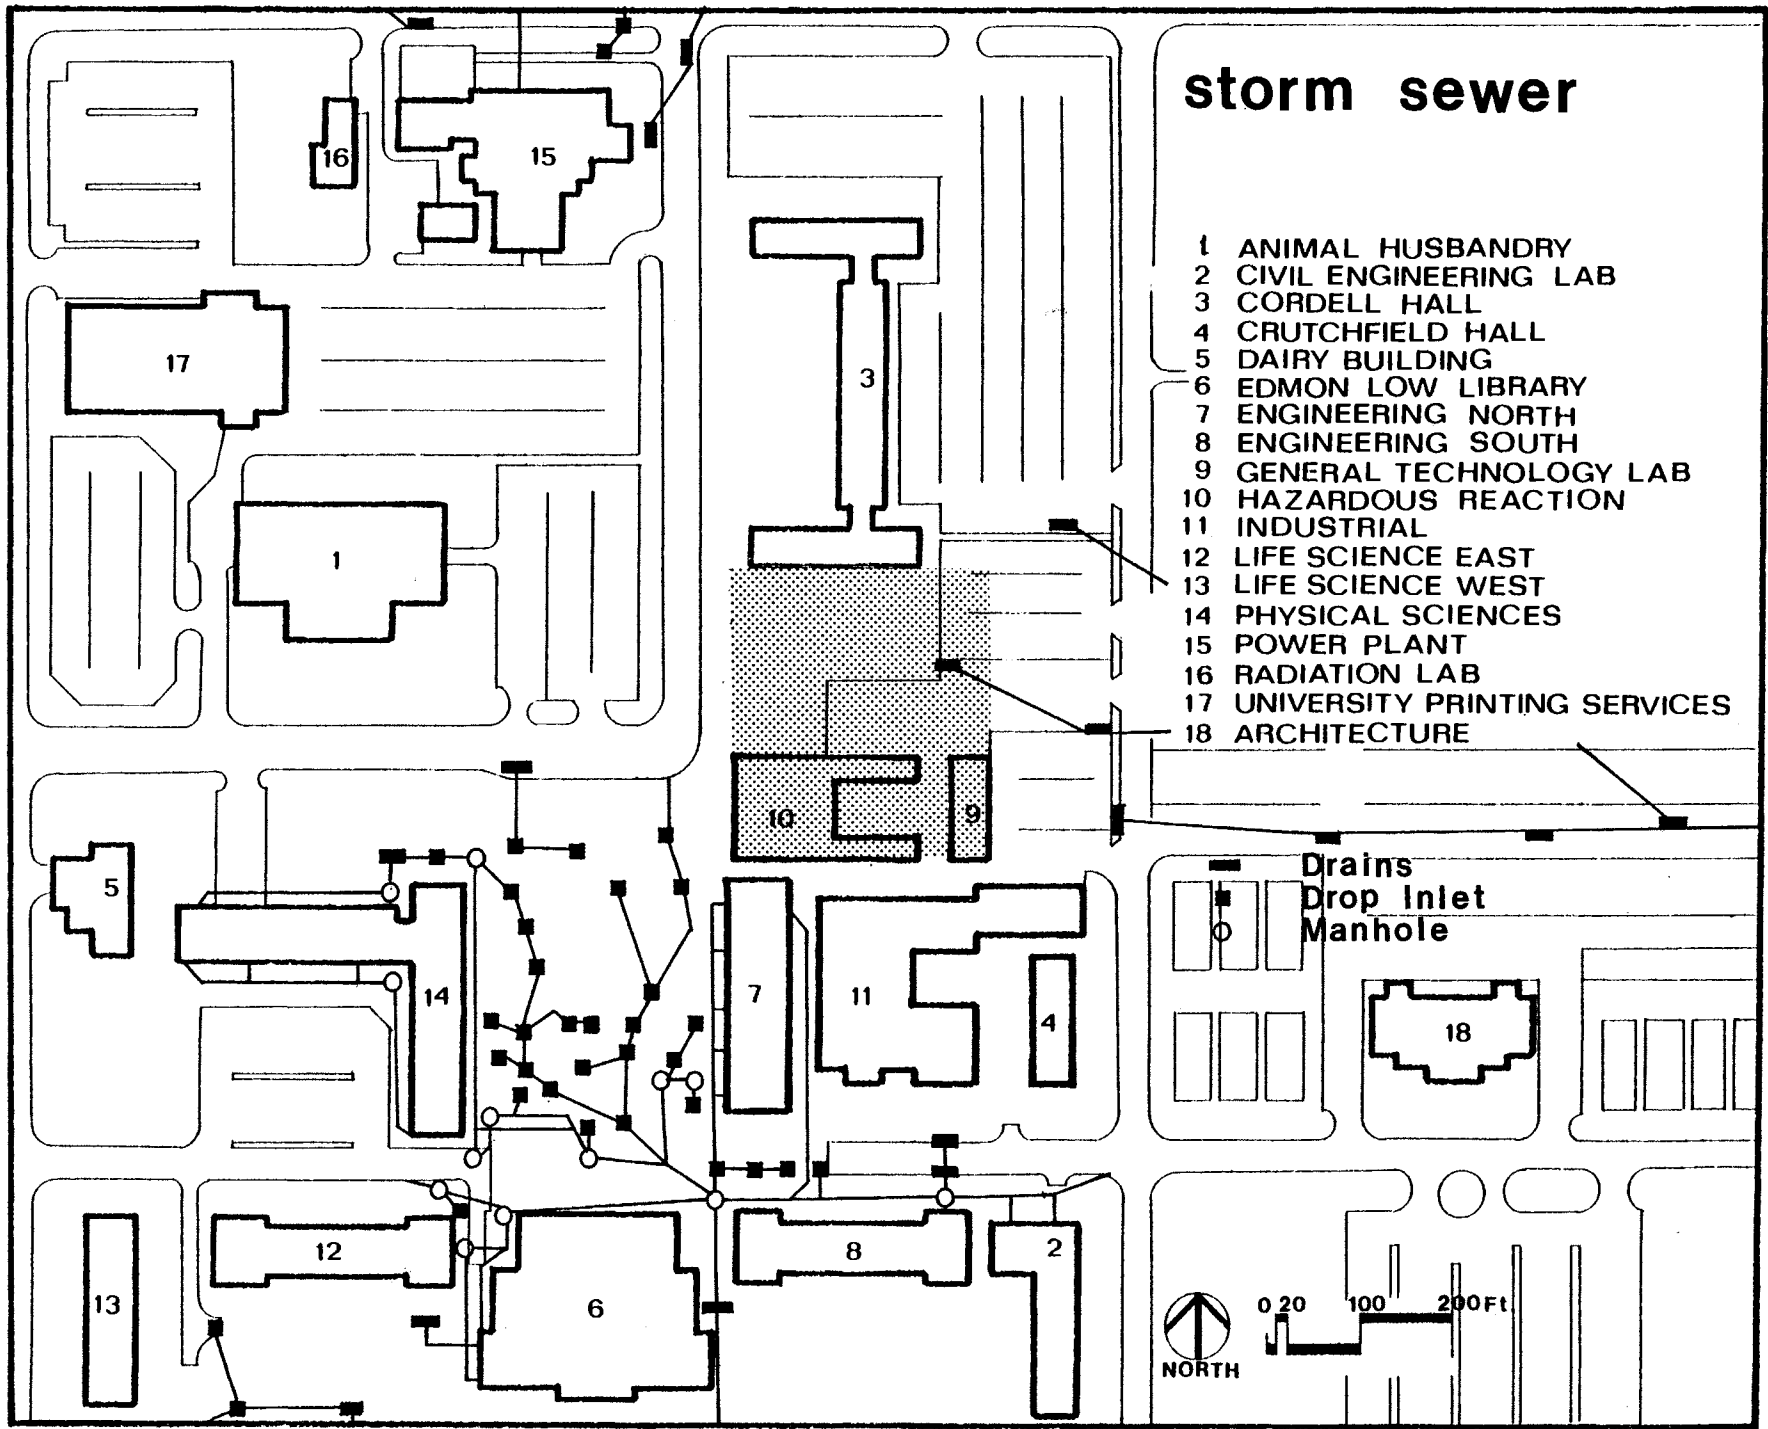 storm sewer
1 ANIMAL HUSBANDRY
2 CIVIL ENGINEERING LAB
3 CORDELL HALL
4 CRUTCHFIELD HALL
5 DAIRY BUILDING
6 EDMON LOW LIBRARY
7 ENGINEERING NORTH
8 ENGINEERING SOUTH
9 GENERAL TECHNOLOGY LAB
10 HAZARDOUS REACTION
11 INDUSTRIAL
12 LIFE SCIENCE EAST
13 LIFE SCIENCE WEST
14 PHYSICAL SCIENCES
15 POWER PLANT
16 RADIATION LAB
17 UNIVERSITY PRINTING SERVICES
18 ARCHITECTURE
16
15
17
3
1
10
9
5
14
7
11
4
Drains
Drop Inlet
Manhole
18
12
8
2
13
6
0 20 100 200Ft.
NORTH